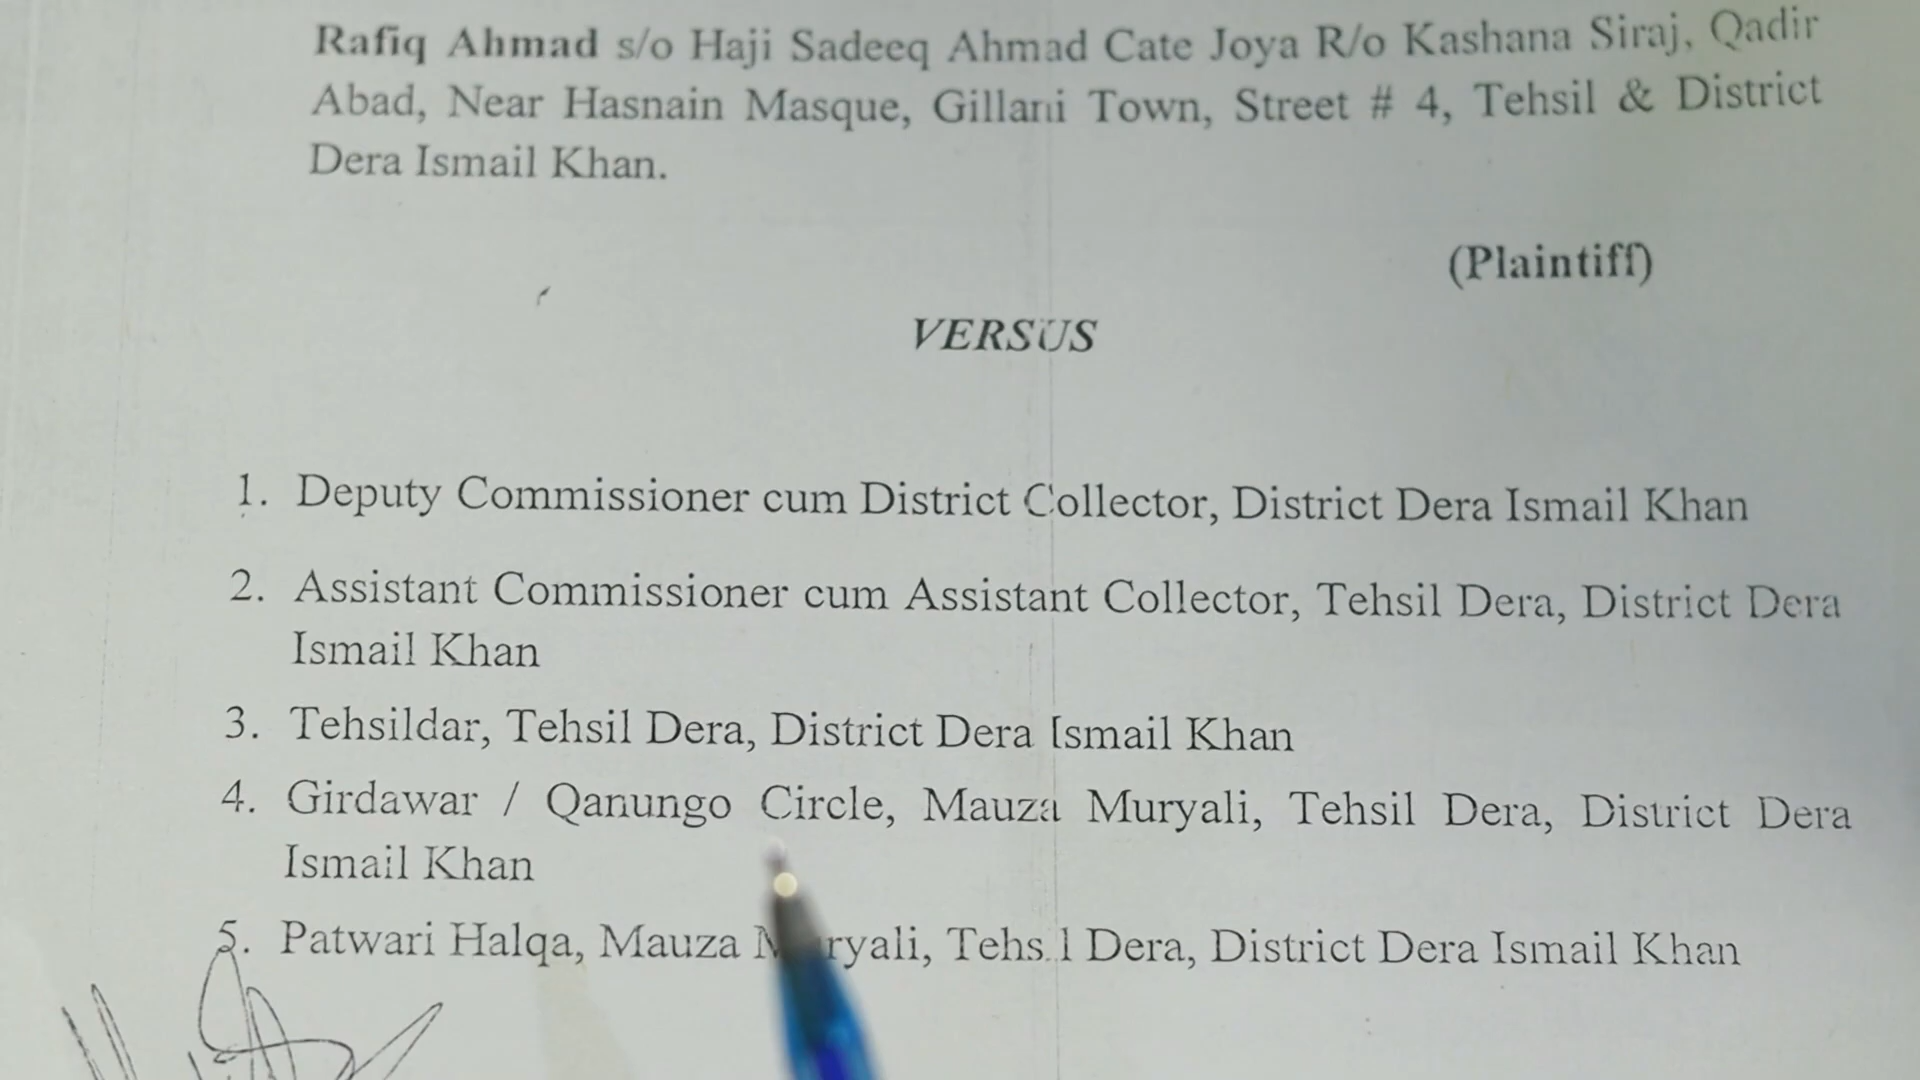 Rafiq Ahmad s/o Haji Sadeeq Ahmad Cate Joya R/o Kashana Siraj, Qadir
Abad, Near Hasnain Masque, Gillani Town, Street # 4, Tehsil & District
Dera Ismail Khan.
(Plaintiff)
VERSUS
1. Deputy Commissioner cum District Collector, District Dera Ismail Khan
2. Assistant Commissioner cum Assistant Collector, Tehsil Dera, District Dera
Ismail Khan
3. Tehsildar, Tehsil Dera, District Dera Ismail Khan
4. Girdawar / Qanungo Circle, Mauza Muryali, Tehsil Dera, District Dera
Ismail Khan
5. Patwari Halqa, Mauza Muryali, Tehsil Dera, District Dera Ismail Khan